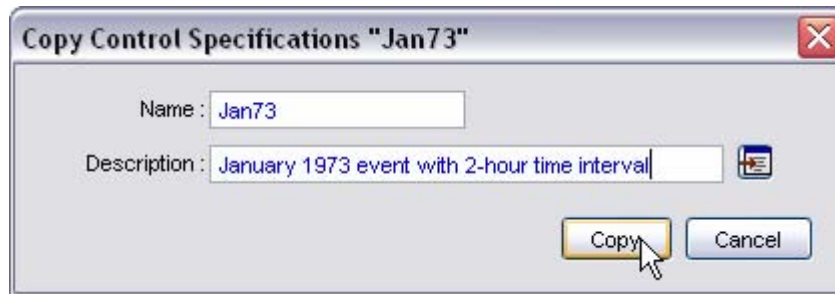 Copy Control Specifications "Jan73"
Name : Jan73
Description : January 1973 event with 2-hour time interval
Copy Cancel